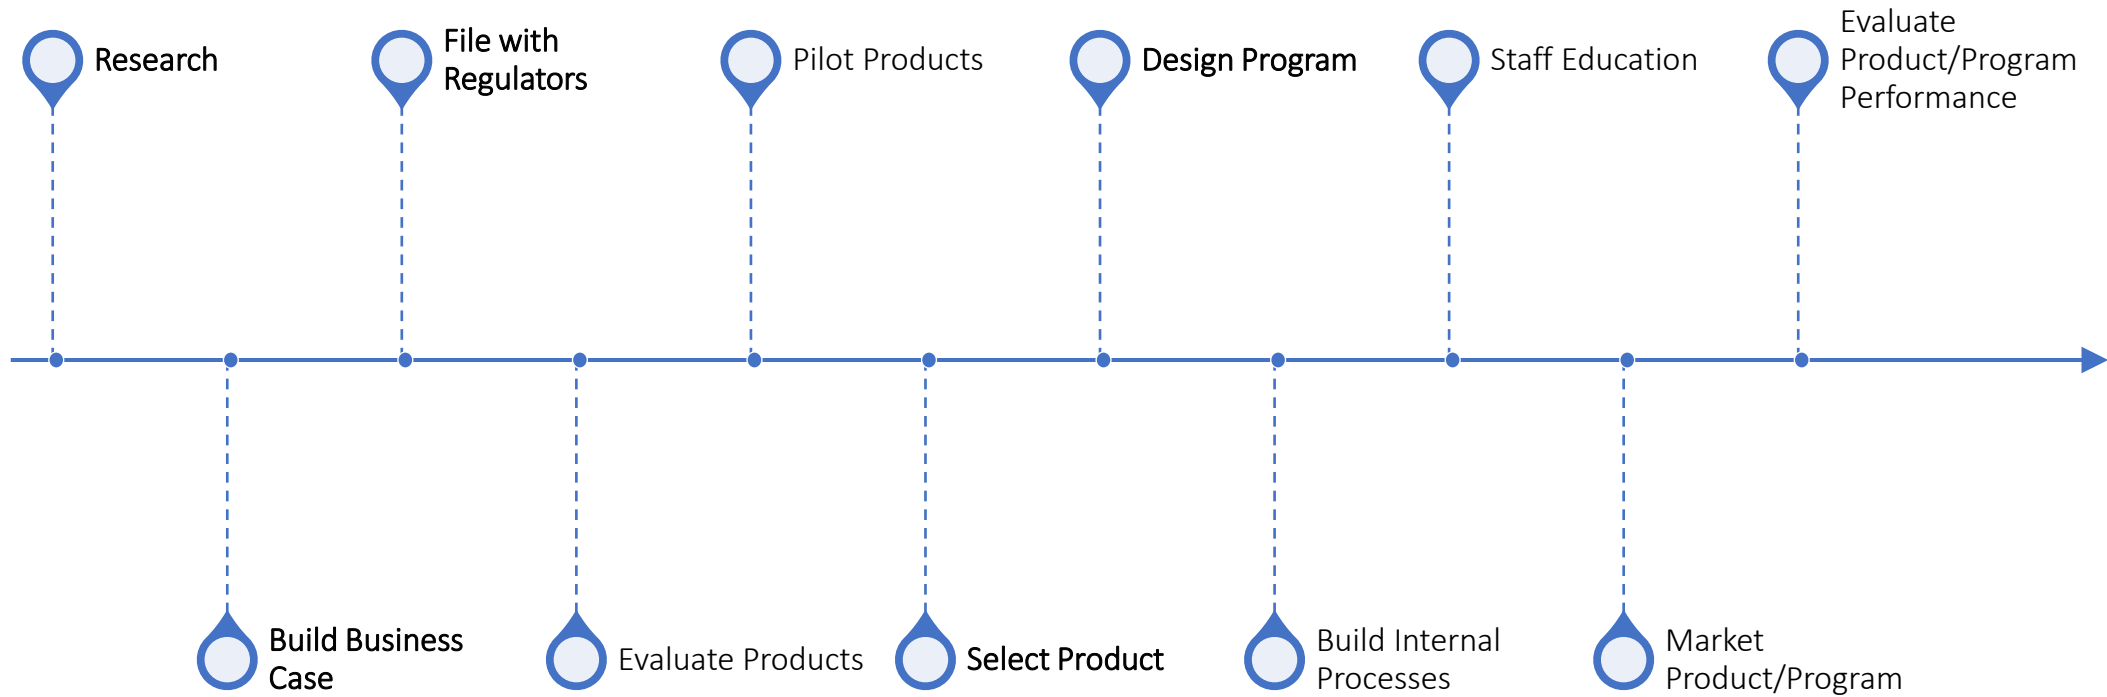 Research
File with
Regulators
Pilot Products
Design Program
Staff Education
Evaluate
Product/Program
Performance
Build Business
Case
Evaluate Products
Select Product
Build Internal
Processes
Market
Product/Program